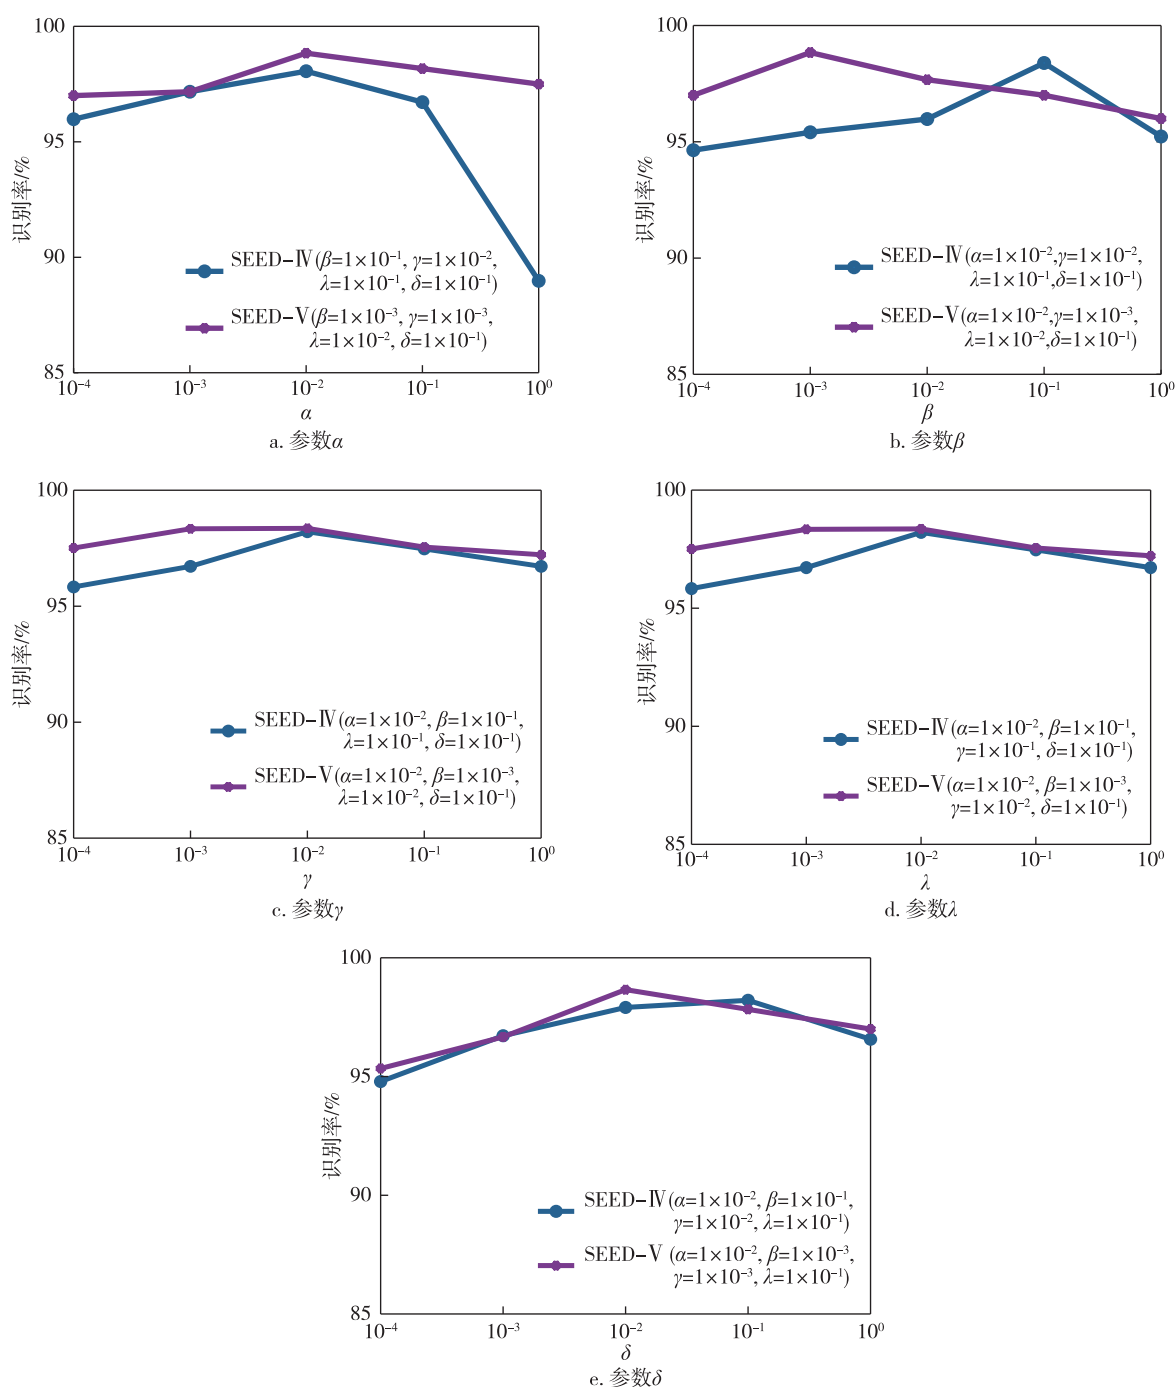 100
95
90
85
识别率/%
SEED-Ⅳ(β=1×10⁻¹, γ=1×10⁻²,
λ=1×10⁻¹, δ=1×10⁻¹)
SEED-Ⅴ(β=1×10⁻³, γ=1×10⁻³,
λ=1×10⁻², δ=1×10⁻¹)
10⁻⁴ 10⁻³ 10⁻² 10⁻¹ 10⁰
α
a. 参数α
100
95
90
85
识别率/%
SEED-Ⅳ(α=1×10⁻²,γ=1×10⁻²,
λ=1×10⁻¹,δ=1×10⁻¹)
SEED-Ⅴ(α=1×10⁻²,γ=1×10⁻³,
λ=1×10⁻²,δ=1×10⁻¹)
10⁻⁴ 10⁻³ 10⁻² 10⁻¹ 10⁰
β
b. 参数β
100
95
90
85
识别率/%
SEED-Ⅳ(α=1×10⁻², β=1×10⁻¹,
λ=1×10⁻¹, δ=1×10⁻¹)
SEED-Ⅴ(α=1×10⁻², β=1×10⁻³,
λ=1×10⁻², δ=1×10⁻¹)
10⁻⁴ 10⁻³ 10⁻² 10⁻¹ 10⁰
γ
c. 参数γ
100
95
90
85
识别率/%
SEED-Ⅳ(α=1×10⁻², β=1×10⁻¹,
γ=1×10⁻¹, δ=1×10⁻¹)
SEED-Ⅴ(α=1×10⁻², β=1×10⁻³,
γ=1×10⁻², δ=1×10⁻¹)
10⁻⁴ 10⁻³ 10⁻² 10⁻¹ 10⁰
λ
d. 参数λ
100
95
90
85
识别率/%
SEED-Ⅳ(α=1×10⁻², β=1×10⁻¹,
γ=1×10⁻², λ=1×10⁻¹)
SEED-Ⅴ (α=1×10⁻², β=1×10⁻³,
γ=1×10⁻³, λ=1×10⁻¹)
10⁻⁴ 10⁻³ 10⁻² 10⁻¹ 10⁰
δ
e. 参数δ